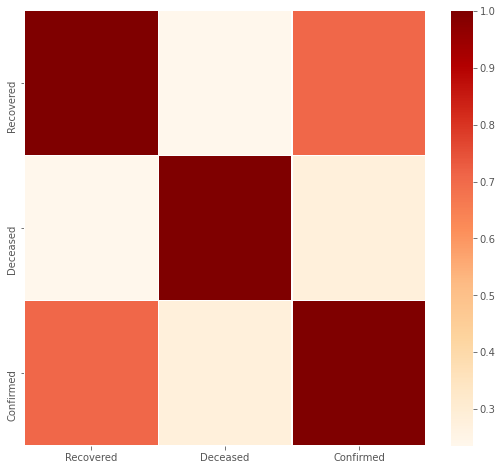 Recovered
Deceased
Confirmed
Recovered
Deceased
Confirmed
1.0
0.9
0.8
0.7
0.6
0.5
0.4
0.3